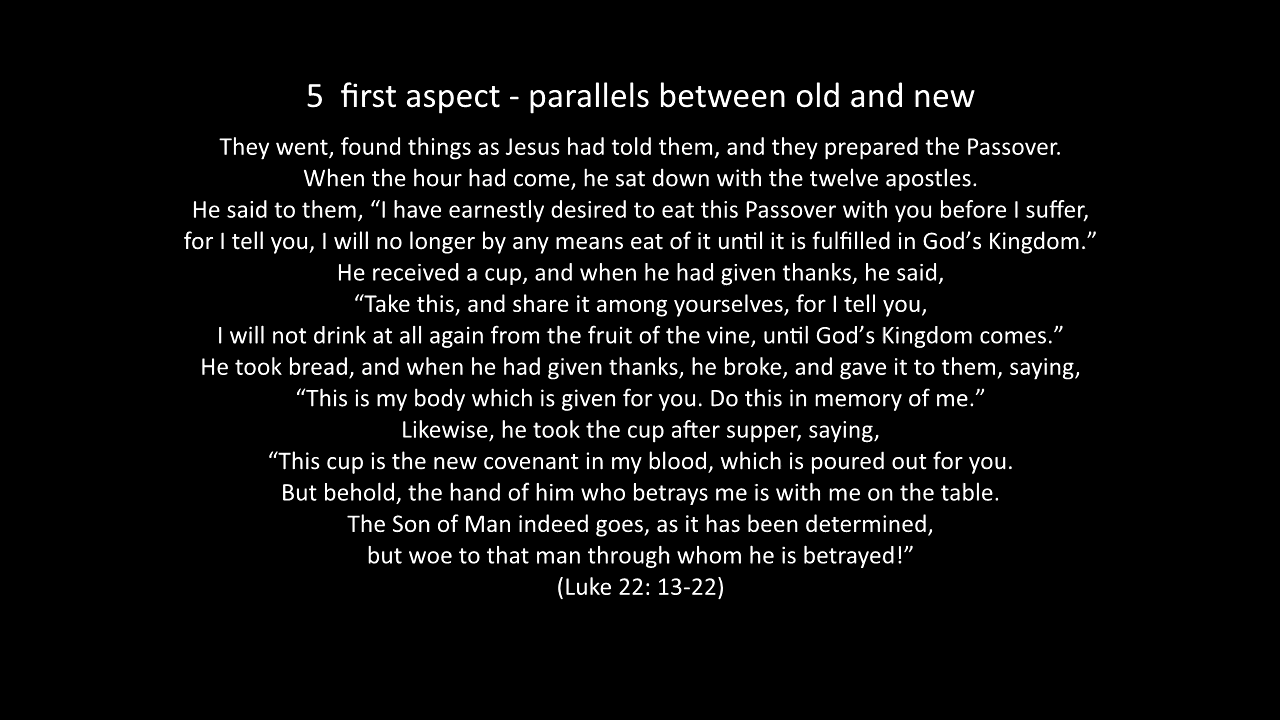 5  first aspect - parallels between old and new
They went, found things as Jesus had told them, and they prepared the Passover.
When the hour had come, he sat down with the twelve apostles.
He said to them, “I have earnestly desired to eat this Passover with you before I suffer,
for I tell you, I will no longer by any means eat of it until it is fulfilled in God’s Kingdom.”
He received a cup, and when he had given thanks, he said,
“Take this, and share it among yourselves, for I tell you,
I will not drink at all again from the fruit of the vine, until God’s Kingdom comes.”
He took bread, and when he had given thanks, he broke, and gave it to them, saying,
“This is my body which is given for you. Do this in memory of me.”
Likewise, he took the cup after supper, saying,
“This cup is the new covenant in my blood, which is poured out for you.
But behold, the hand of him who betrays me is with me on the table.
The Son of Man indeed goes, as it has been determined,
but woe to that man through whom he is betrayed!”
(Luke 22: 13-22)